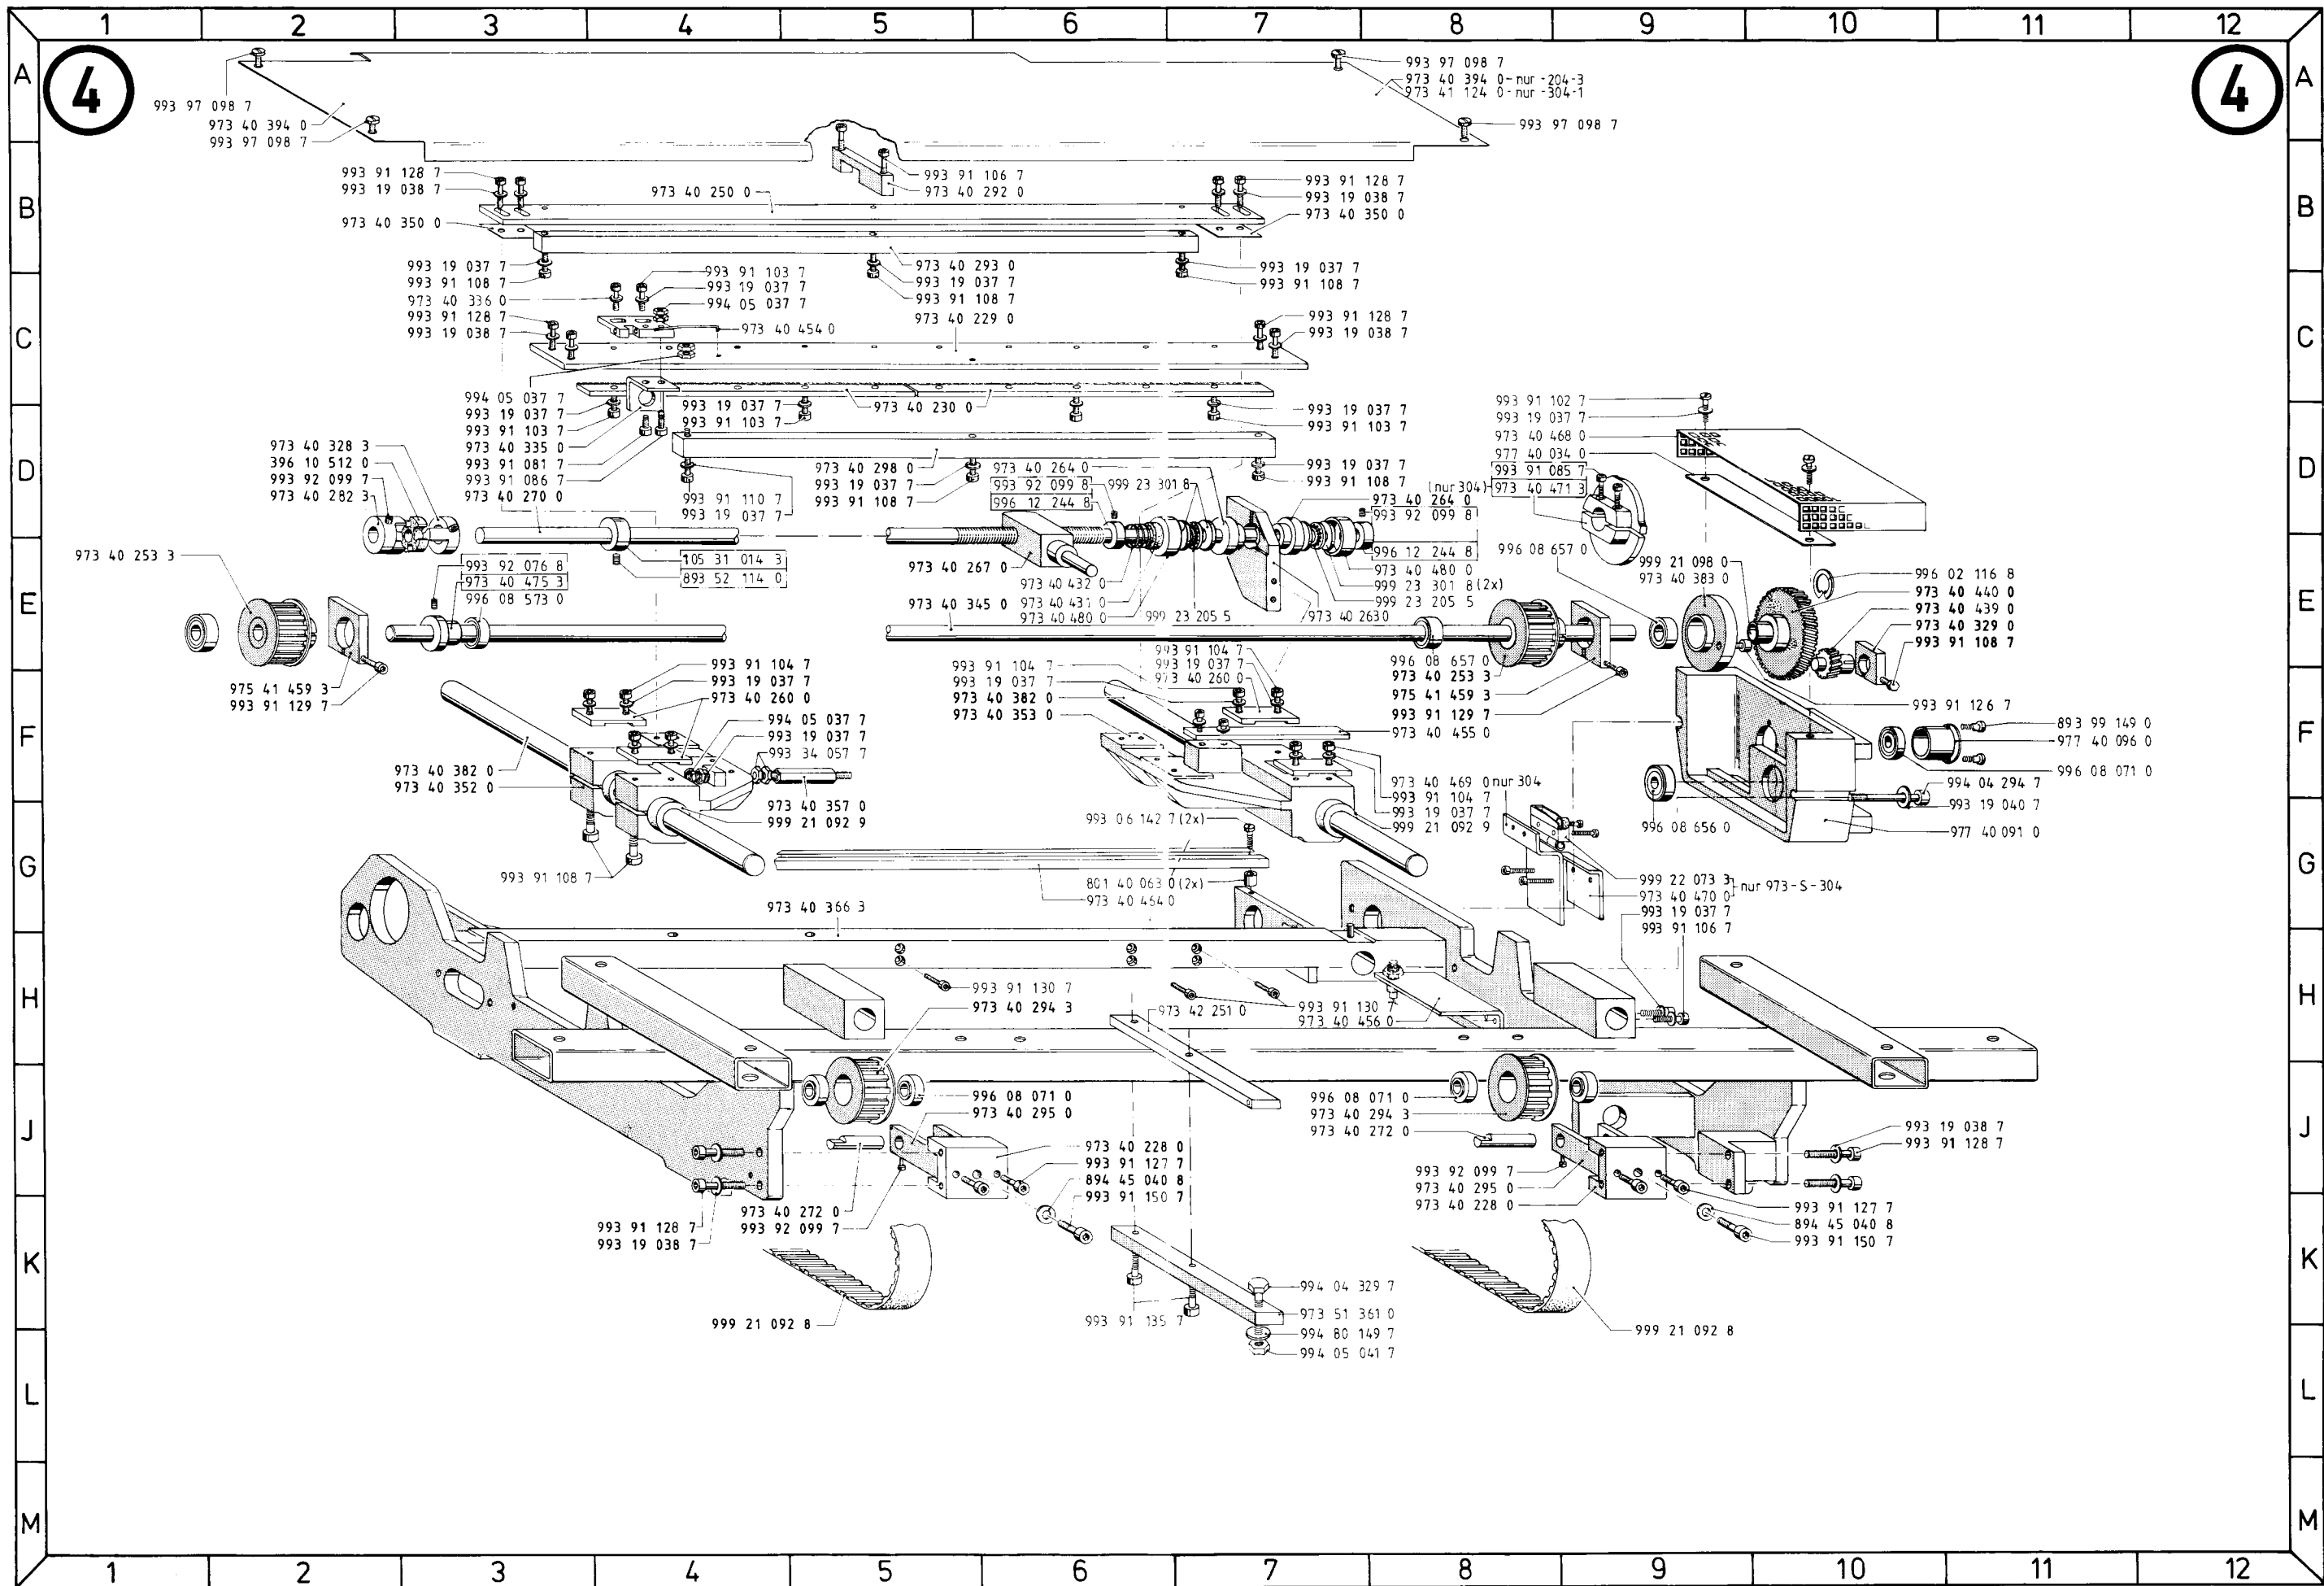 1 2 3 4 5 6 7 8 9 10 11 12
A
4
4
A
993 97 098 7
973 40 394 0
993 97 098 7
993 97 098 7
973 40 394 0-nur -204-3
973 41 124 0-nur -304-1
993 97 098 7
B
B
993 91 128 7
993 19 038 7
973 40 350 0
973 40 250 0
993 91 106 7
973 40 292 0
993 91 128 7
993 19 038 7
973 40 350 0
993 19 037 7
993 91 108 7
973 40 336 0
993 91 128 7
993 19 038 7
993 91 103 7
993 19 037 7
994 05 037 7
973 40 454 0
973 40 293 0
993 19 037 7
993 91 108 7
973 40 229 0
993 19 037 7
993 91 108 7
993 91 128 7
993 19 038 7
C
C
994 05 037 7
993 19 037 7
993 91 103 7
973 40 335 0
993 91 081 7
993 91 086 7
973 40 270 0
993 19 037 7
993 91 103 7
973 40 230 0
993 19 037 7
993 91 103 7
993 91 102 7
993 19 037 7
973 40 468 0
977 40 034 0
993 91 085 7
(nur 304)
973 40 471 3
D
D
973 40 328 3
396 10 512 0
993 92 099 7
973 40 282 3
993 91 110 7
993 19 037 7
973 40 298 0
993 19 037 7
993 91 108 7
973 40 264 0
993 92 099 8
996 12 244 8
999 23 301 8
993 19 037 7
993 91 108 7
973 40 264 0
993 92 099 8
996 12 244 8
973 40 480 0
999 23 301 8 (2x)
999 23 205 5
973 40 263 0
E
E
973 40 253 3
993 92 076 8
973 40 475 3
996 08 573 0
105 31 014 3
893 52 114 0
973 40 267 0
973 40 345 0
973 40 432 0
973 40 431 0
973 40 480 0
999 23 205 5
996 08 657 0
999 21 098 0
973 40 383 0
996 02 116 8
973 40 440 0
973 40 439 0
973 40 329 0
993 91 108 7
975 41 459 3
993 91 129 7
993 91 104 7
993 19 037 7
973 40 260 0
994 05 037 7
993 19 037 7
993 34 057 7
993 91 104 7
993 19 037 7
973 40 382 0
973 40 353 0
993 91 104 7
993 19 037 7
973 40 260 0
996 08 657 0
973 40 253 3
975 41 459 3
993 91 129 7
973 40 455 0
993 91 126 7
893 99 149 0
977 40 096 0
996 08 071 0
F
F
973 40 382 0
973 40 352 0
973 40 357 0
999 21 092 9
973 40 469 0 nur 304
993 91 104 7
993 19 037 7
999 21 092 9
994 04 294 7
993 19 040 7
977 40 091 0
996 08 656 0
G
G
993 91 108 7
993 06 142 7 (2x)
801 40 063 0 (2x)
973 40 464 0
973 40 366 3
999 22 073 3
973 40 470 0
nur 973-S-304
993 19 037 7
993 91 106 7
H
H
993 91 130 7
973 40 294 3
973 42 251 0
993 91 130 7
973 40 456 0
J
J
996 08 071 0
973 40 295 0
973 40 228 0
993 91 127 7
894 45 040 8
993 91 150 7
996 08 071 0
973 40 294 3
973 40 272 0
993 19 038 7
993 91 128 7
993 92 099 7
973 40 295 0
973 40 228 0
993 91 127 7
894 45 040 8
993 91 150 7
K
K
993 91 128 7
993 19 038 7
973 40 272 0
993 92 099 7
999 21 092 8
993 91 135 7
994 04 329 7
973 51 361 0
994 80 149 7
994 05 041 7
999 21 092 8
L
L
M
M
1 2 3 4 5 6 7 8 9 10 11 12